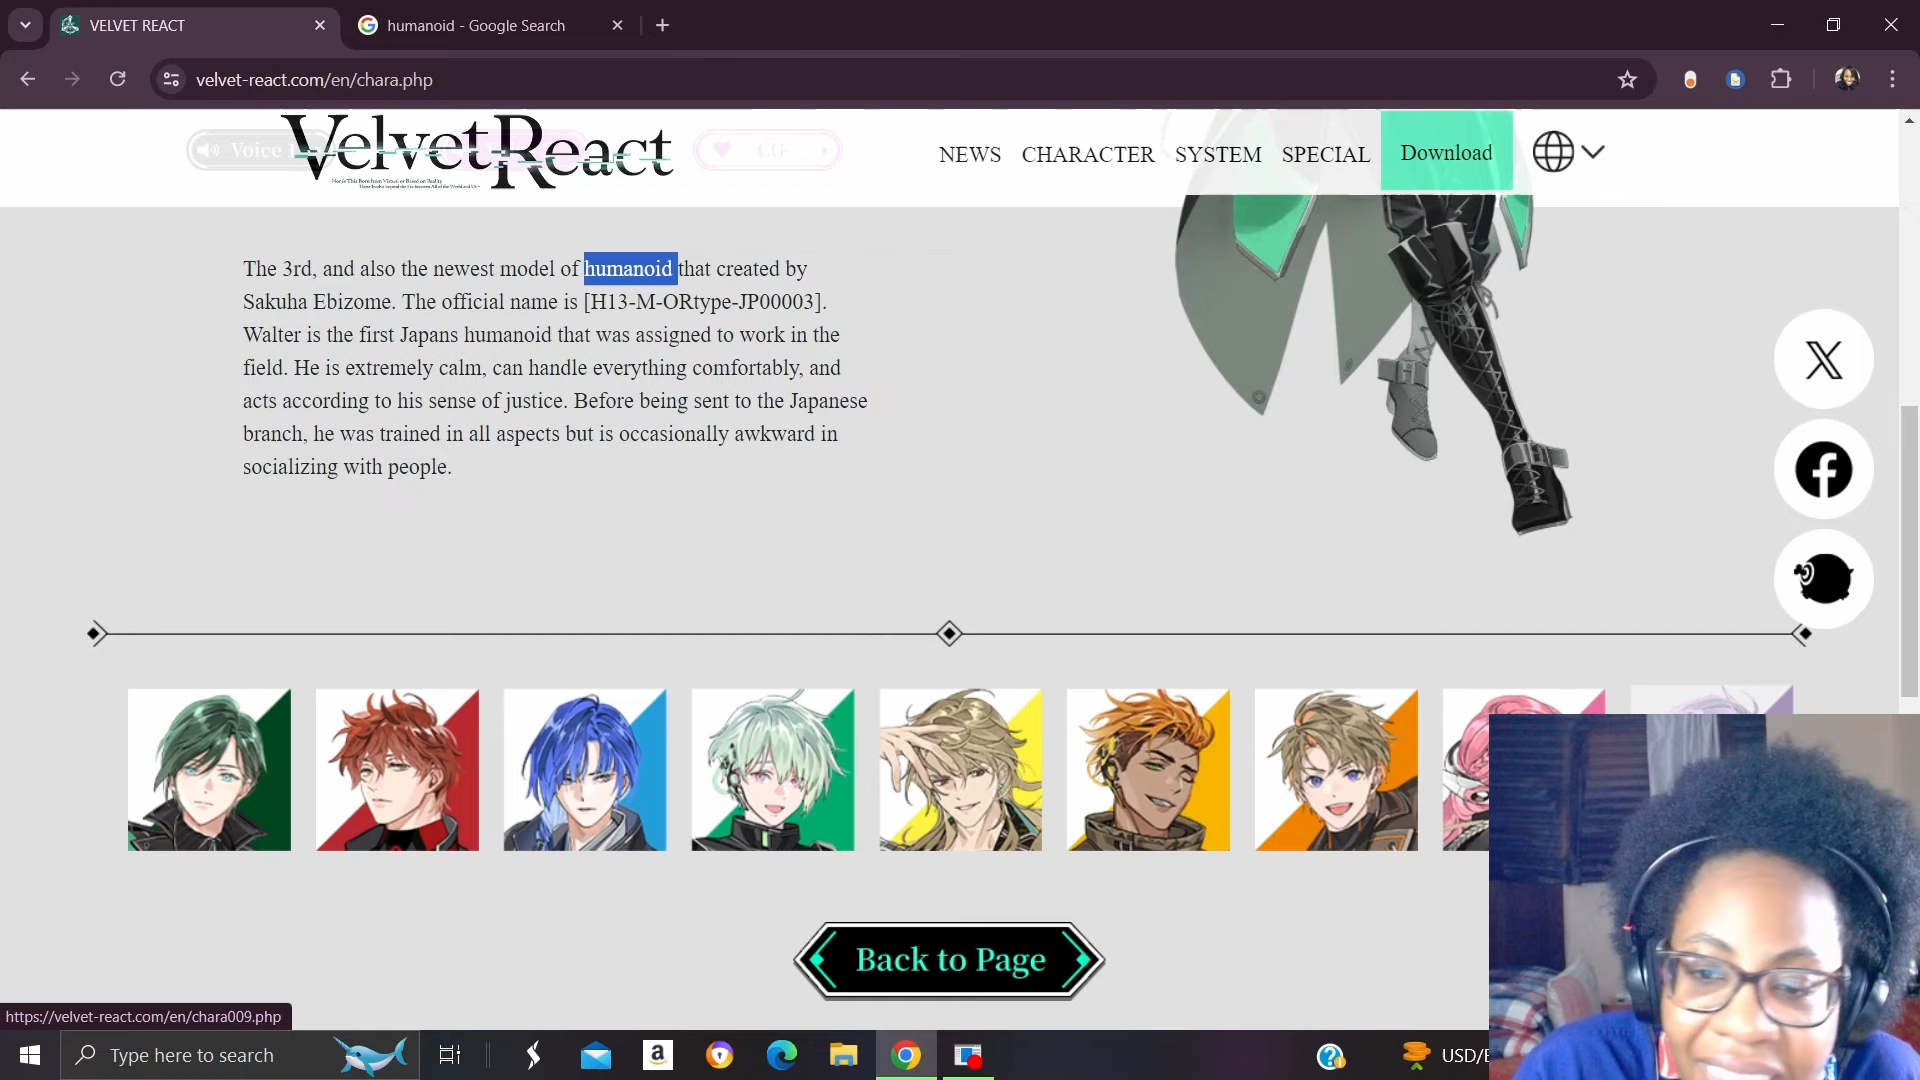 VELVET REACT
humanoid - Google Search
velvet-react.com/en/chara.php
Voice
CG
VelvetReact
NEWS
CHARACTER
SYSTEM
SPECIAL
Download
The 3rd, and also the newest model of humanoid that created by
Sakuha Ebizome. The official name is [H13-M-ORtype-JP00003].
Walter is the first Japans humanoid that was assigned to work in the
field. He is extremely calm, can handle everything comfortably, and
acts according to his sense of justice. Before being sent to the Japanese
branch, he was trained in all aspects but is occasionally awkward in
socializing with people.
Back to Page
https://velvet-react.com/en/chara009.php
Type here to search
USD/